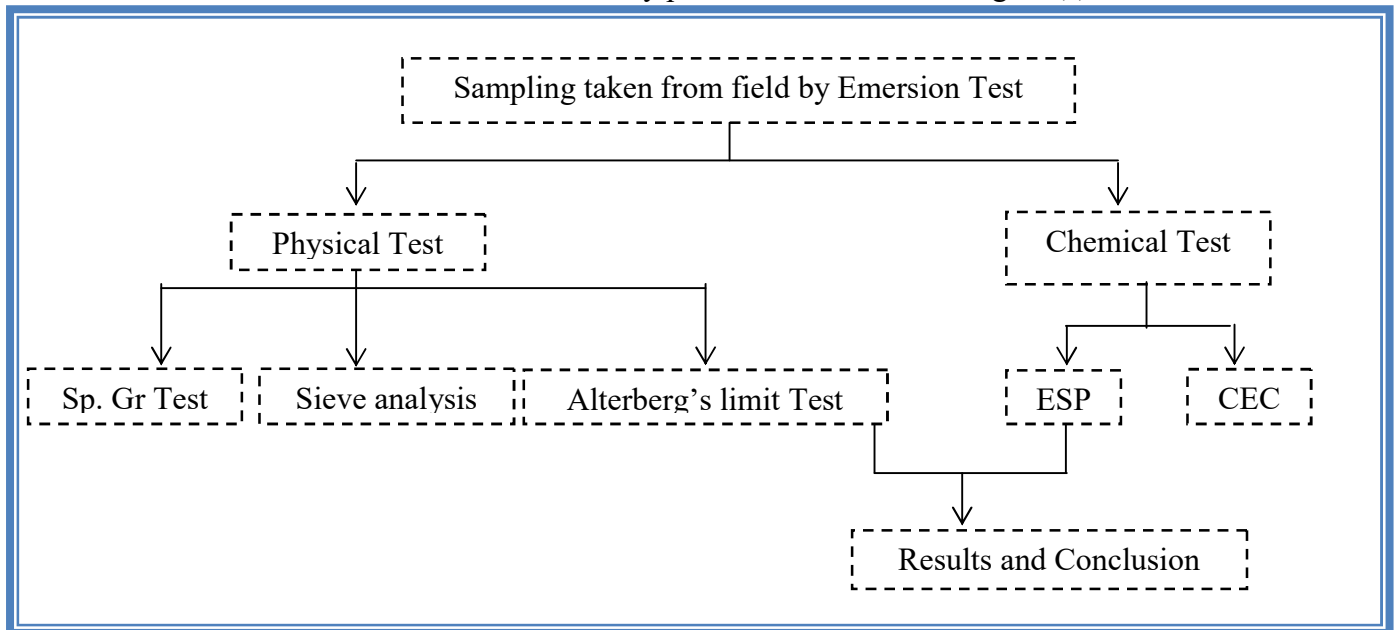 Sampling taken from field by Emersion Test
Physical Test
Chemical Test
Sp. Gr Test
Sieve analysis
Alterberg's limit Test
ESP
CEC
Results and Conclusion